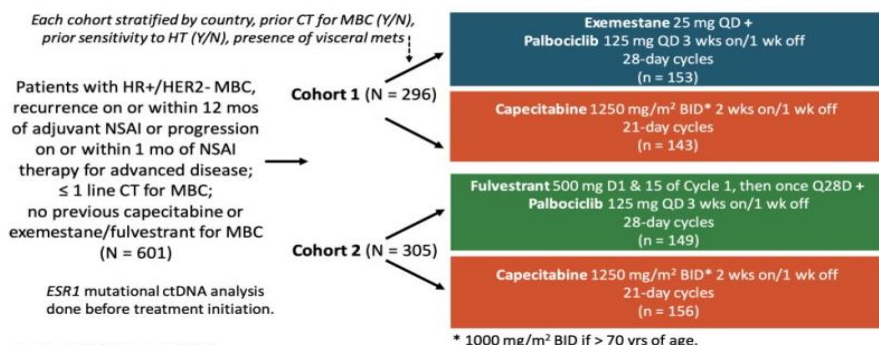 Each cohort stratified by country, prior CT for MBC (Y/N),
prior sensitivity to HT (Y/N), presence of visceral mets
Patients with HR+/HER2- MBC,
recurrence on or within 12 mos
of adjuvant NSAI or progression
on or within 1 mo of NSAI
therapy for advanced disease;
≤ 1 line CT for MBC;
no previous capecitabine or
exemestane/fulvestrant for MBC
(N = 601)
ESR1 mutational ctDNA analysis
done before treatment initiation.
Cohort 1 (N = 296)
Exemestane 25 mg QD +
Palbociclib 125 mg QD 3 wks on/1 wk off
28-day cycles
(n = 153)
Capecitabine 1250 mg/m² BID* 2 wks on/1 wk off
21-day cycles
(n = 143)
Cohort 2 (N = 305)
Fulvestrant 500 mg D1 & 15 of Cycle 1, then once Q28D +
Palbociclib 125 mg QD 3 wks on/1 wk off
28-day cycles
(n = 149)
Capecitabine 1250 mg/m² BID* 2 wks on/1 wk off
21-day cycles
(n = 156)
* 1000 mg/m² BID if > 70 yrs of age.